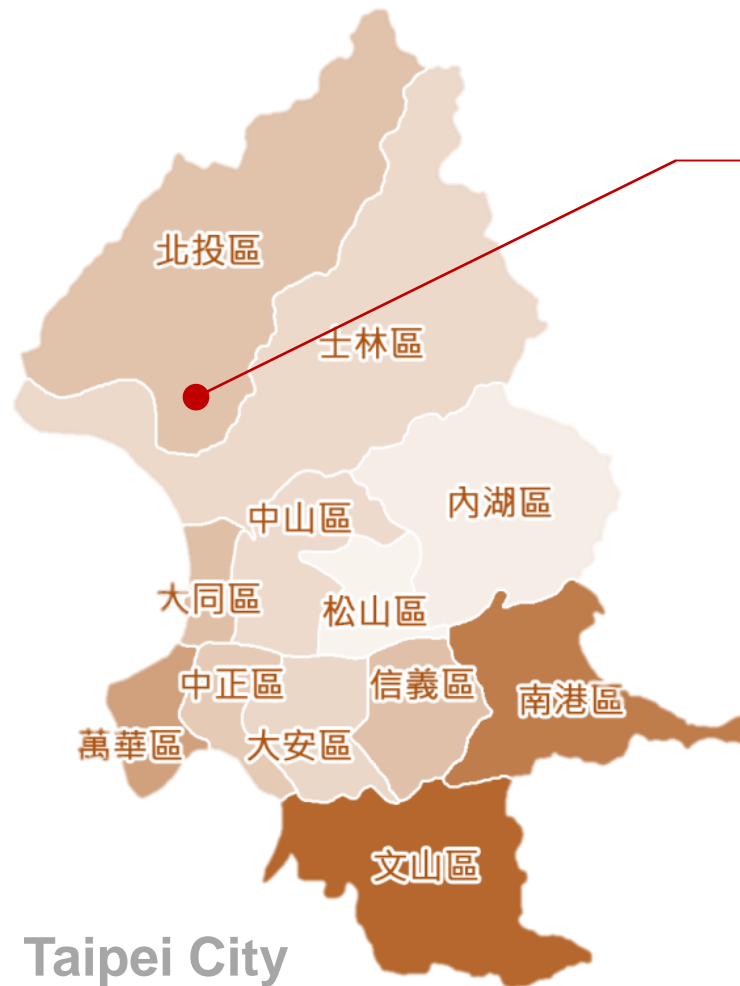 北投區
士林區
內湖區
中山區
大同區
松山區
中正區
信義區
南港區
萬華區
大安區
文山區
Taipei City